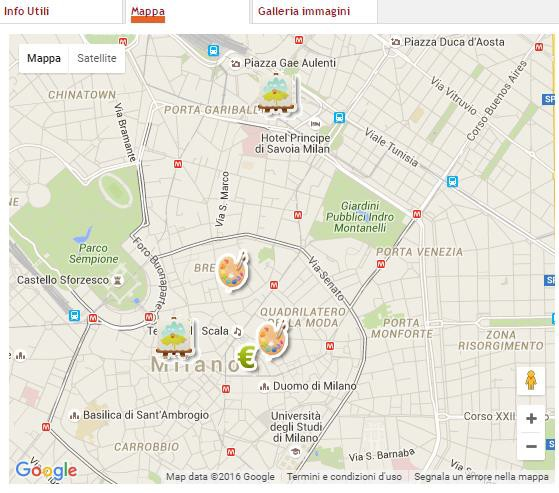 Info Utili
Mappa
Galleria immagini
Mappa
Satellite
Piazza Duca d'Aosta
Piazza Gae Aulenti
CHINATOWN
PORTA GARIBALDI
Via Vitruvio
Corso Buenos Aires
SP
Via Bramante
Hotel Principe
di Savoia Milan
Viale Tunisia
Via S. Marco
Giardini
Pubblici Indro
Montanelli
Parco
Sempione
Foro Buonaparte
PORTA VENEZIA
BRE
Via Senato
Castello Sforzesco
QUADRILATERO
DELLA MODA
PORTA
MONFORTE
ZONA
RISORGIMENTO
Scala
Milano
€
Duomo di Milano
Basilica di Sant'Ambrogio
Università
degli Studi
di Milano
Corso XXII
CARROBBIO
Via S. Barnaba
SP
+
−
Google
Map data ©2016 Google
Termini e condizioni d'uso
Segnala un errore nella mappa